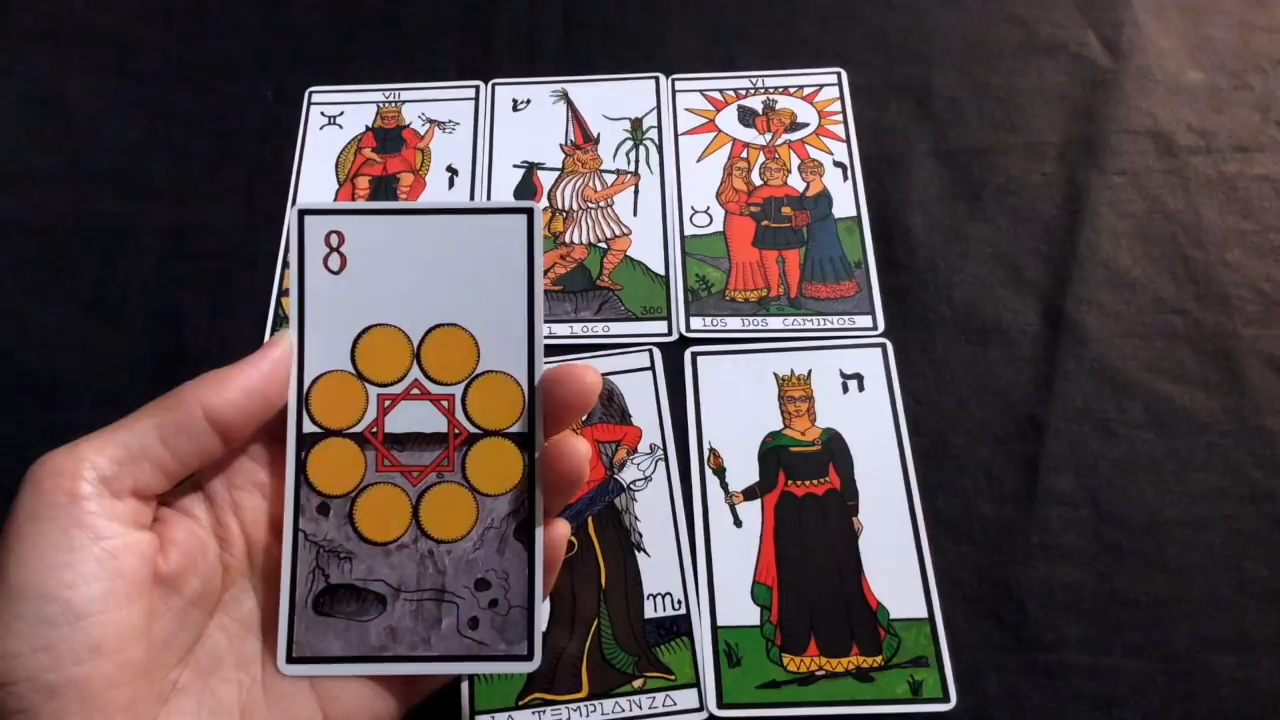 VII
ז
ש
300
L LOCO
VI
ו
LOS DOS CAMINOS
8
LA TEMPLANZA
ה